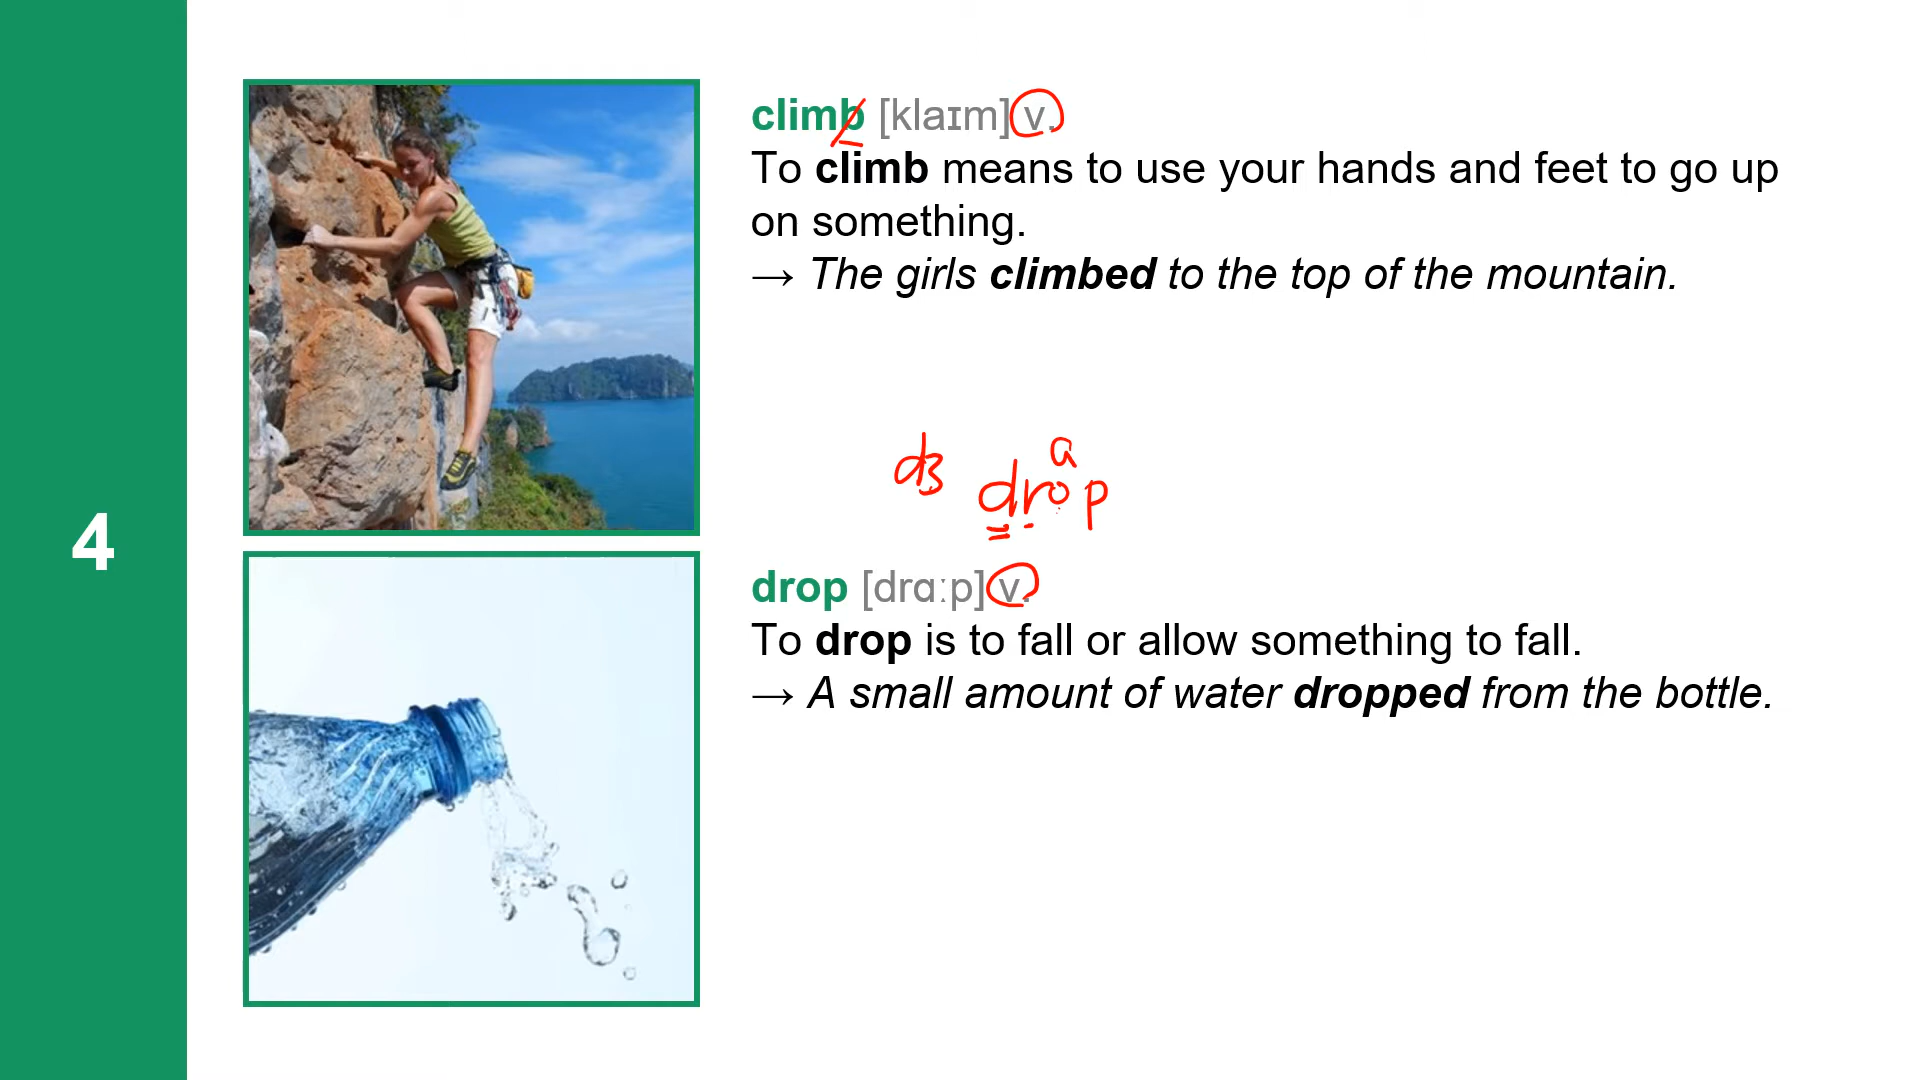 4
climb [klaɪm] v.
To climb means to use your hands and feet to go up
on something.
→ The girls climbed to the top of the mountain.
a
dʒ drop
drop [drɑːp] v.
To drop is to fall or allow something to fall.
→ A small amount of water dropped from the bottle.